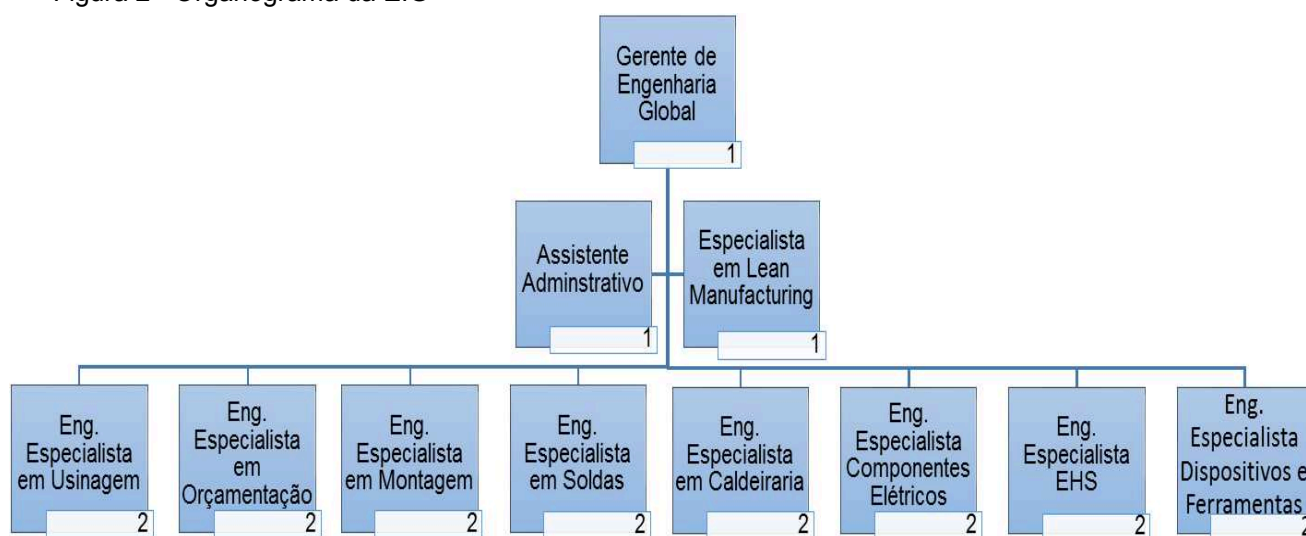 Gerente de
Engenharia
Global
1
Assistente
Adminstrativo
1
Especialista
em Lean
Manufacturing
1
Eng.
Especialista
em Usinagem
2
Eng.
Especialista
em
Orçamentação
2
Eng.
Especialista
em Montagem
2
Eng.
Especialista
em Soldas
2
Eng.
Especialista
em Caldeiraria
2
Eng.
Especialista
Componentes
Elétricos
2
Eng.
Especialista
EHS
2
Eng.
Especialista
Dispositivos e
Ferramentas
2